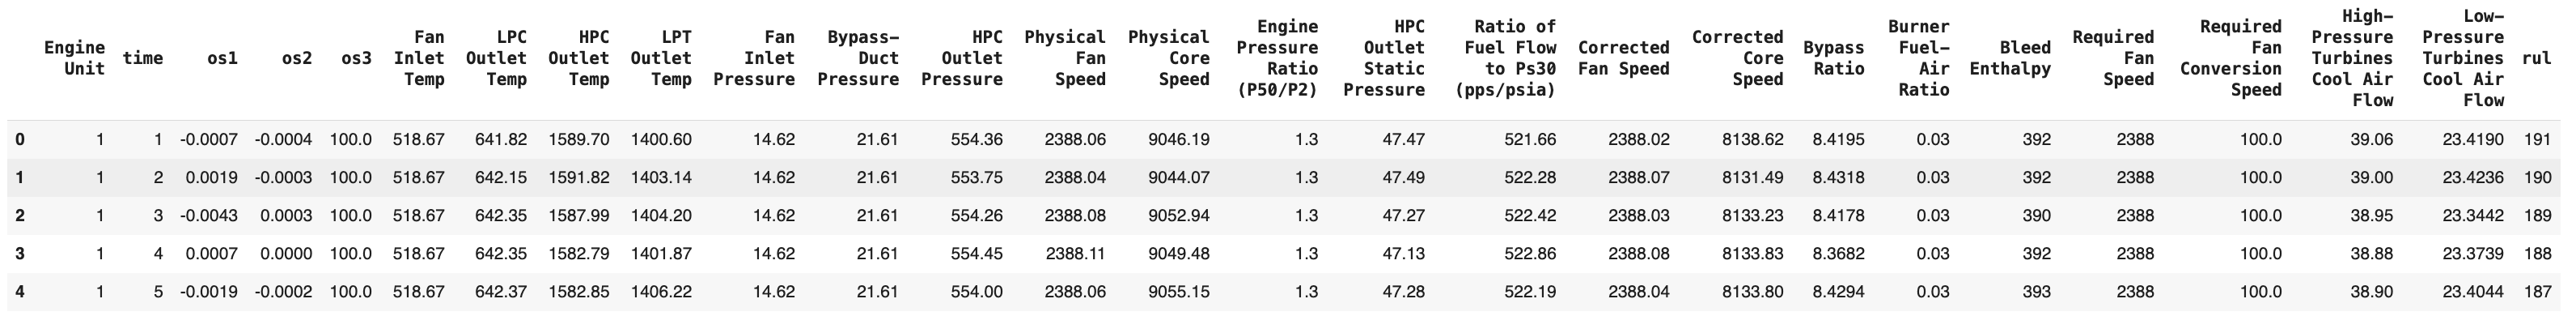 Engine Unit time os1 os2 os3 Fan Inlet Temp LPC Outlet Temp HPC Outlet Temp LPT Outlet Temp Fan Inlet Pressure Bypass-Duct Pressure HPC Outlet Pressure Physical Fan Speed Physical Core Speed Engine Pressure Ratio (P50/P2) HPC Outlet Static Pressure Ratio of Fuel Flow to Ps30 (pps/psia) Corrected Fan Speed Corrected Core Speed Bypass Ratio Burner Fuel-Air Ratio Bleed Enthalpy Required Fan Speed Required Fan Conversion Speed High-Pressure Turbines Cool Air Flow Low-Pressure Turbines Cool Air Flow rul
0 1 1 -0.0007 -0.0004 100.0 518.67 641.82 1589.70 1400.60 14.62 21.61 554.36 2388.06 9046.19 1.3 47.47 521.66 2388.02 8138.62 8.4195 0.03 392 2388 100.0 39.06 23.4190 191
1 1 2 0.0019 -0.0003 100.0 518.67 642.15 1591.82 1403.14 14.62 21.61 553.75 2388.04 9044.07 1.3 47.49 522.28 2388.07 8131.49 8.4318 0.03 392 2388 100.0 39.00 23.4236 190
2 1 3 -0.0043 0.0003 100.0 518.67 642.35 1587.99 1404.20 14.62 21.61 554.26 2388.08 9052.94 1.3 47.27 522.42 2388.03 8133.23 8.4178 0.03 390 2388 100.0 38.95 23.3442 189
3 1 4 0.0007 0.0000 100.0 518.67 642.35 1582.79 1401.87 14.62 21.61 554.45 2388.11 9049.48 1.3 47.13 522.86 2388.08 8133.83 8.3682 0.03 392 2388 100.0 38.88 23.3739 188
4 1 5 -0.0019 -0.0002 100.0 518.67 642.37 1582.85 1406.22 14.62 21.61 554.00 2388.06 9055.15 1.3 47.28 522.19 2388.04 8133.80 8.4294 0.03 393 2388 100.0 38.90 23.4044 187